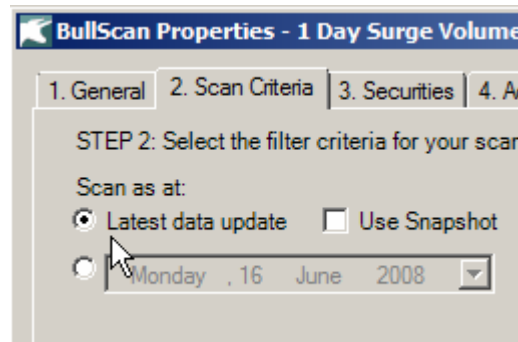 BullScan Properties - 1 Day Surge Volume
1. General 2. Scan Criteria 3. Securities 4. A
STEP 2: Select the filter criteria for your scan
Scan as at:
Latest data update Use Snapshot
Monday , 16 June 2008